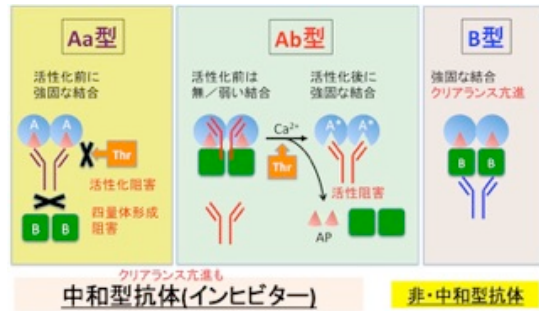 Aa型
活性化前に
強固な結合
A A
Thr
活性化阻害
四量体形成
阻害
B B
Ab型
活性化前は
無／弱い結合
活性化後に
強固な結合
Ca²⁺
Thr
A* A*
活性阻害
AP
B型
強固な結合
クリアランス亢進
B B
クリアランス亢進も
中和型抗体(インヒビター)
非・中和型抗体